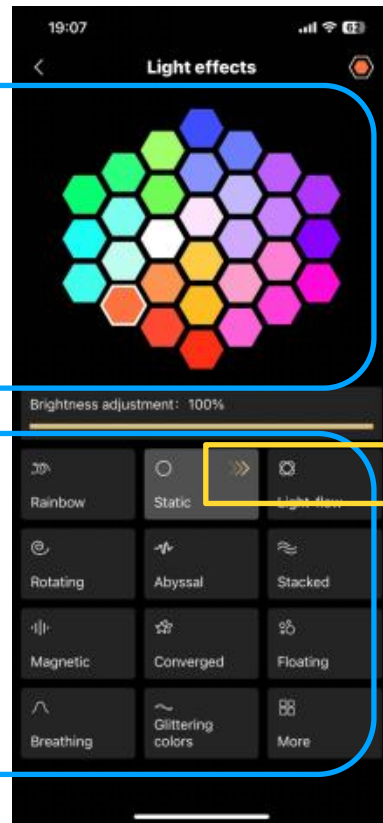 19:07
62
Light effects
Brightness adjustment: 100%
Rainbow
Static
Light flow
Rotating
Abyssal
Stacked
Magnetic
Converged
Floating
Breathing
Glittering
colors
More